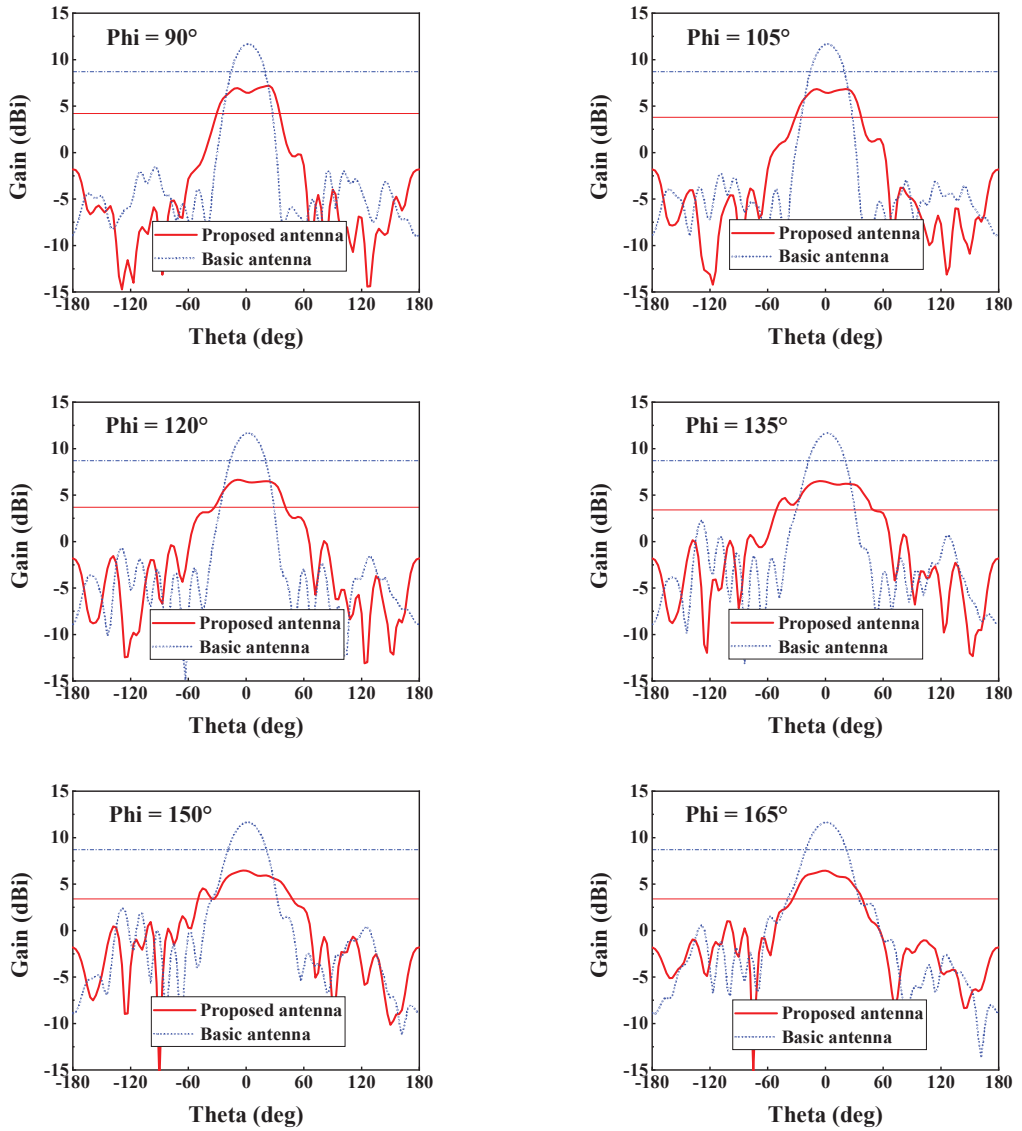 Phi = 90°
Gain (dBi)
15
10
5
0
-5
-10
-15
Proposed antenna
Basic antenna
-180 -120 -60 0 60 120 180
Theta (deg)
Phi = 105°
Gain (dBi)
15
10
5
0
-5
-10
-15
Proposed antenna
Basic antenna
-180 -120 -60 0 60 120 180
Theta (deg)
Phi = 120°
Gain (dBi)
15
10
5
0
-5
-10
-15
Proposed antenna
Basic antenna
-180 -120 -60 0 60 120 180
Theta (deg)
Phi = 135°
Gain (dBi)
15
10
5
0
-5
-10
-15
Proposed antenna
Basic antenna
-180 -120 -60 0 60 120 180
Theta (deg)
Phi = 150°
Gain (dBi)
15
10
5
0
-5
-10
-15
Proposed antenna
Basic antenna
-180 -120 -60 0 60 120 180
Theta (deg)
Phi = 165°
Gain (dBi)
15
10
5
0
-5
-10
-15
Proposed antenna
Basic antenna
-180 -120 -60 0 60 120 180
Theta (deg)